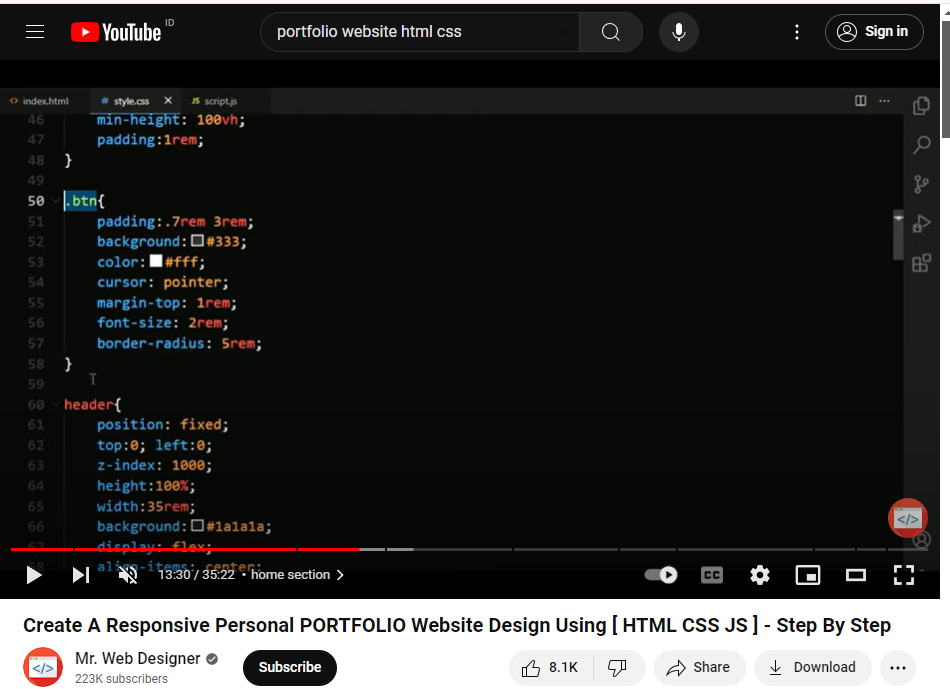 YouTube ID
portfolio website html css
Sign in
<> index.html
# style.css ×
JS script.js
46 min-height: 100vh;
47 padding:1rem;
48 }
49
50 .btn{
51 padding:.7rem 3rem;
52 background:#333;
53 color:#fff;
54 cursor: pointer;
55 margin-top: 1rem;
56 font-size: 2rem;
57 border-radius: 5rem;
58 }
59
60 header{
61 position: fixed;
62 top:0; left:0;
63 z-index: 1000;
64 height:100%;
65 width:35rem;
66 background:#1a1a1a;
67 display: flex;
68 align-items: center;
</>
13:30 / 35:22 • home section
CC
Create A Responsive Personal PORTFOLIO Website Design Using [ HTML CSS JS ] - Step By Step
</>
Mr. Web Designer
223K subscribers
Subscribe
8.1K
Share
Download